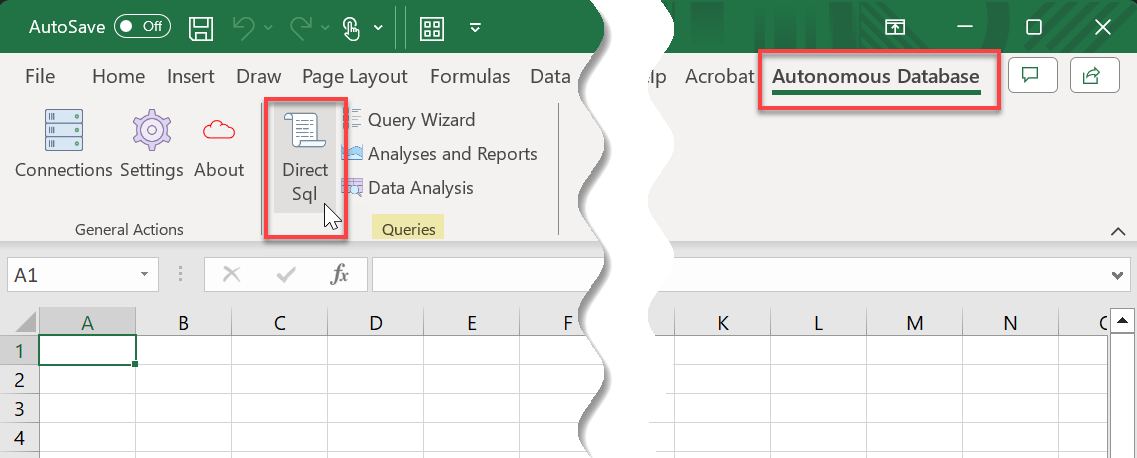 AutoSave Off
File Home Insert Draw Page Layout Formulas Data Acrobat Autonomous Database
Connections Settings About
Direct
Sql
Query Wizard
Analyses and Reports
Data Analysis
General Actions Queries
A1 fx
A B C D E F K L M N
1
2
3
4